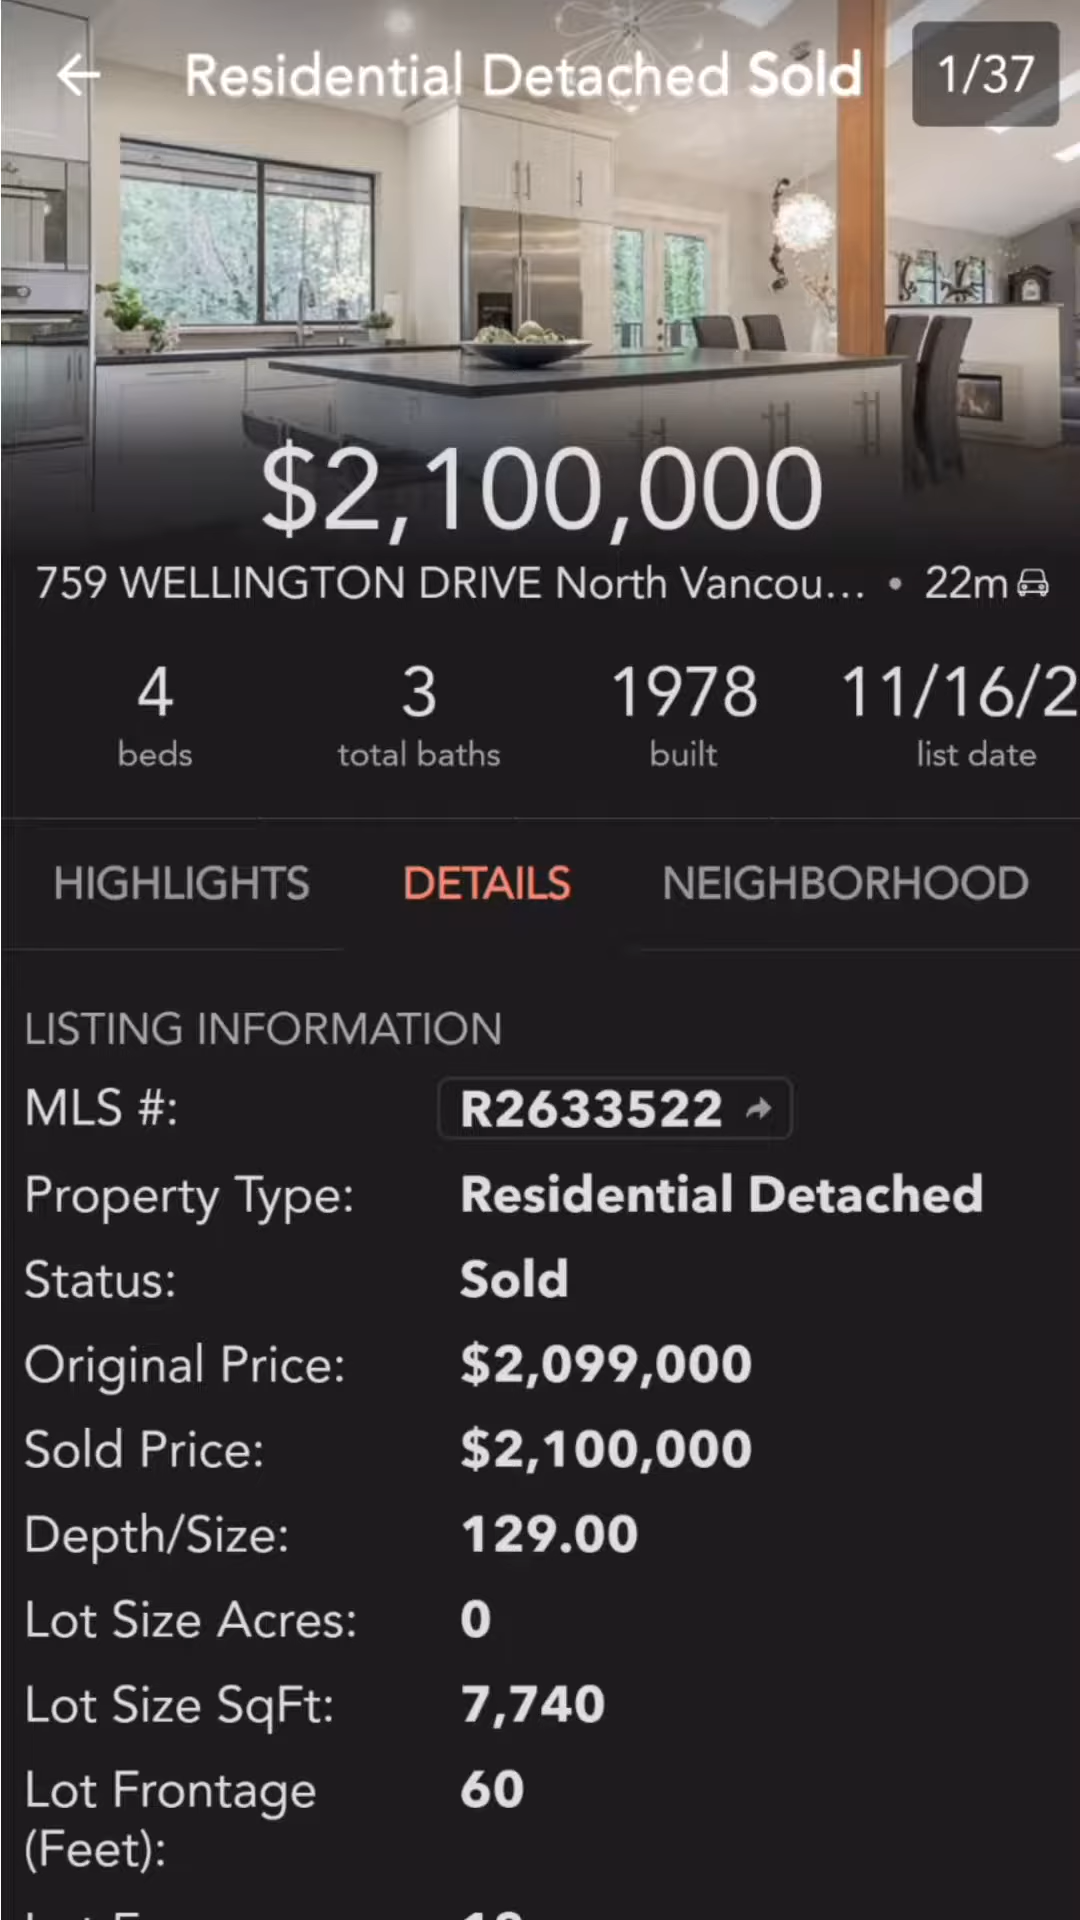 Residential Detached Sold
1/37
$2,100,000
759 WELLINGTON DRIVE North Vancou... • 22m
4
3
1978
11/16/2
beds
total baths
built
list date
HIGHLIGHTS
DETAILS
NEIGHBORHOOD
LISTING INFORMATION
MLS #: R2633522
Property Type: Residential Detached
Status: Sold
Original Price: $2,099,000
Sold Price: $2,100,000
Depth/Size: 129.00
Lot Size Acres: 0
Lot Size SqFt: 7,740
Lot Frontage 60
(Feet):